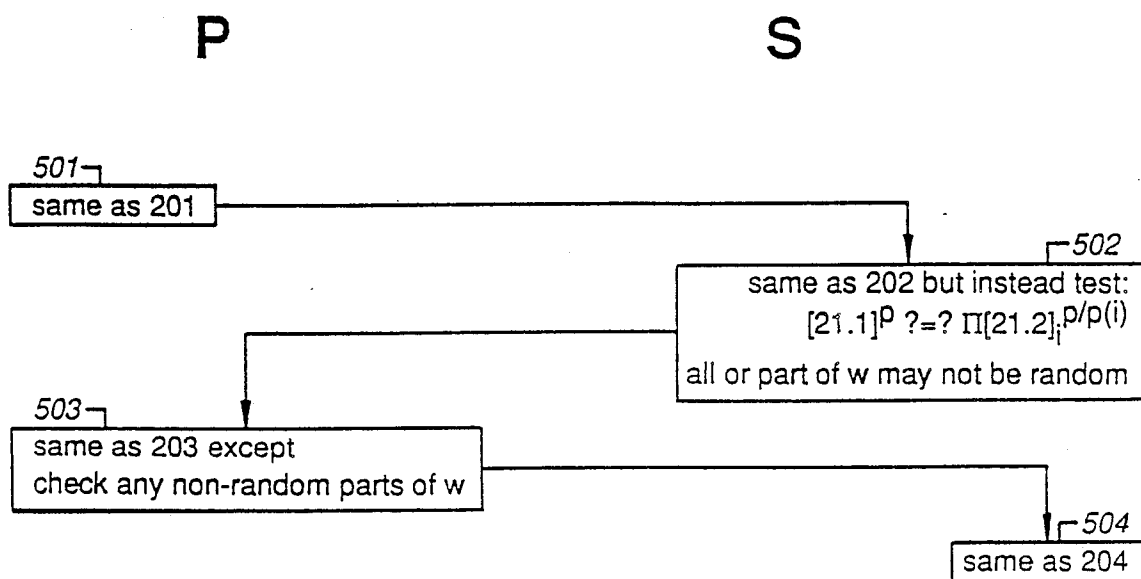 P S
501
same as 201
502
same as 202 but instead test:
[21.1]^p ?=? Π[21.2]_i^p/p(i)
all or part of w may not be random
503
same as 203 except
check any non-random parts of w
504
same as 204